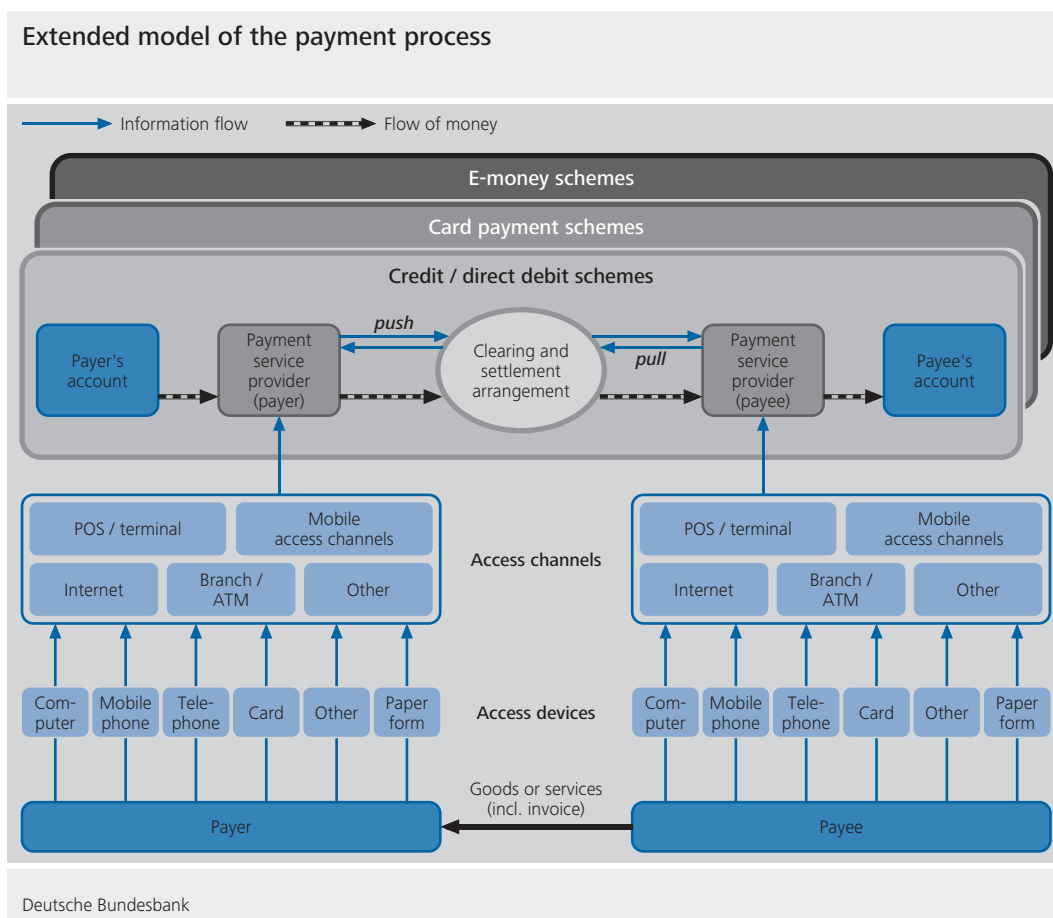 Extended model of the payment process
Information flow
Flow of money
E-money schemes
Card payment schemes
Credit / direct debit schemes
Payer's
account
Payment
service
provider
(payer)
push
Clearing and
settlement
arrangement
pull
Payment
service
provider
(payee)
Payee's
account
POS / terminal
Mobile
access channels
Internet
Branch /
ATM
Other
Access channels
POS / terminal
Mobile
access channels
Internet
Branch /
ATM
Other
Com-
puter
Mobile
phone
Tele-
phone
Card
Other
Paper
form
Access devices
Com-
puter
Mobile
phone
Tele-
phone
Card
Other
Paper
form
Payer
Goods or services
(incl. invoice)
Payee
Deutsche Bundesbank